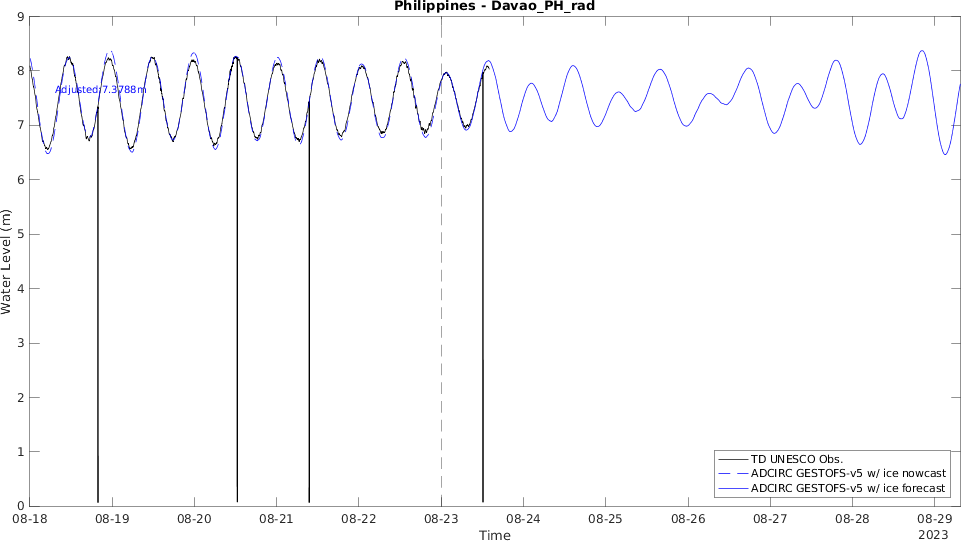 Philippines - Davao_PH_rad
9
8
7
6
5
4
3
2
1
0
Water Level (m)
Adjusted:7.3788m
TD UNESCO Obs.
ADCIRC GESTOFS-v5 w/ ice nowcast
ADCIRC GESTOFS-v5 w/ ice forecast
08-18 08-19 08-20 08-21 08-22 08-23 08-24 08-25 08-26 08-27 08-28 08-29
Time
2023